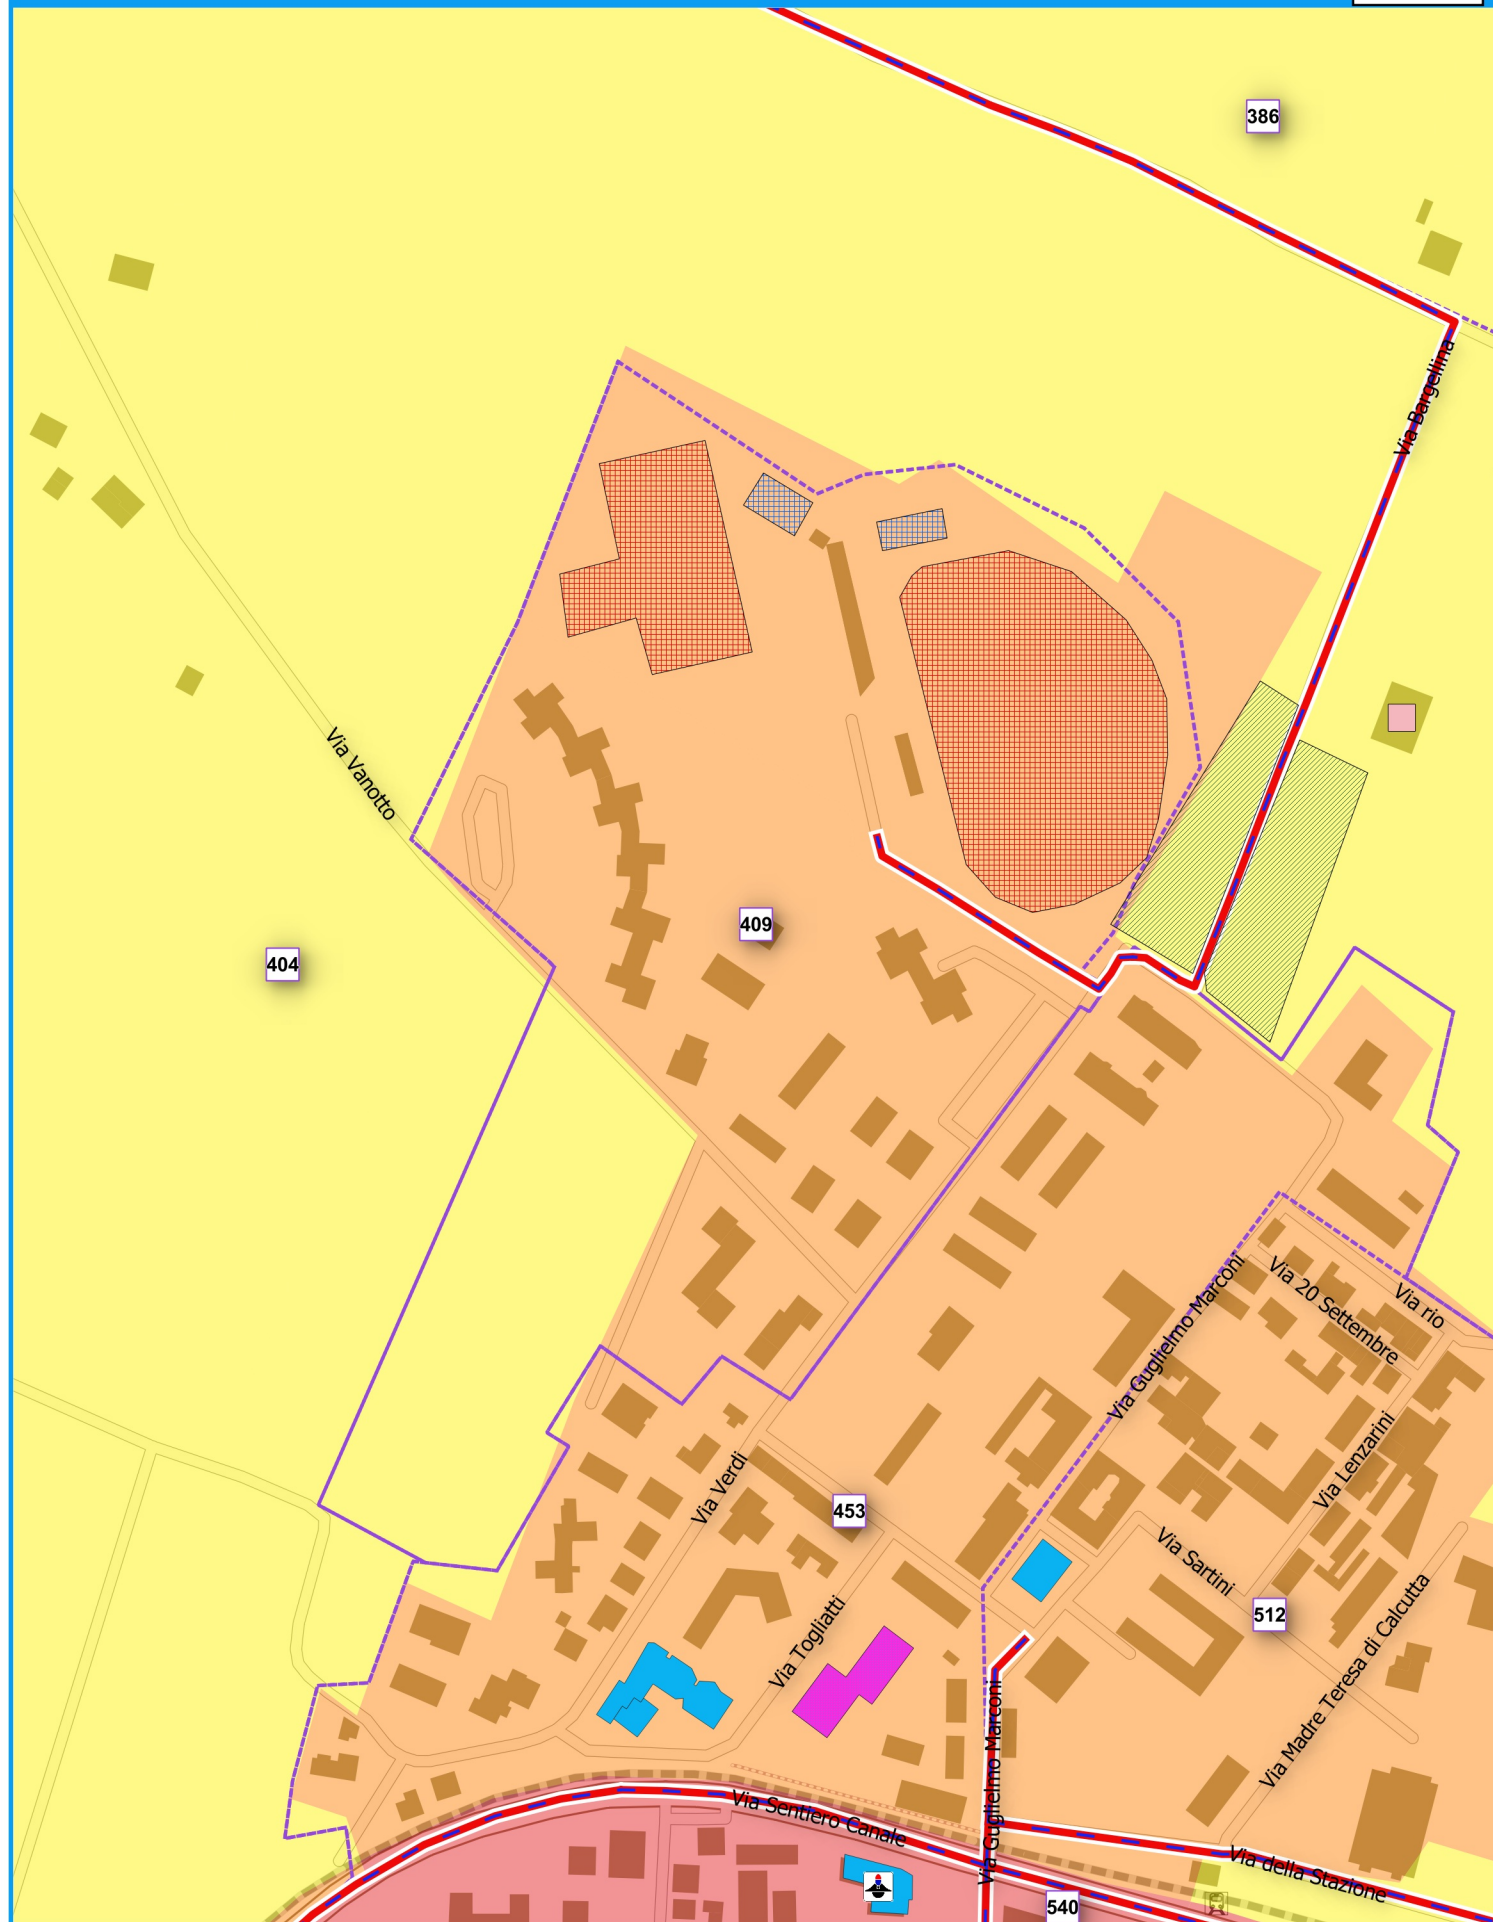 386
Via Bargellina
Via Vanotto
409
404
Via Guglielmo Marconi
Via 20 Settembre
Via rio
Via Lenzarini
Via Verdi
453
Via Sartini
512
Via Togliatti
Via Madre Teresa di Calcutta
Via Guglielmo Marconi
Via Sentiero Canale
Via della Stazione
540